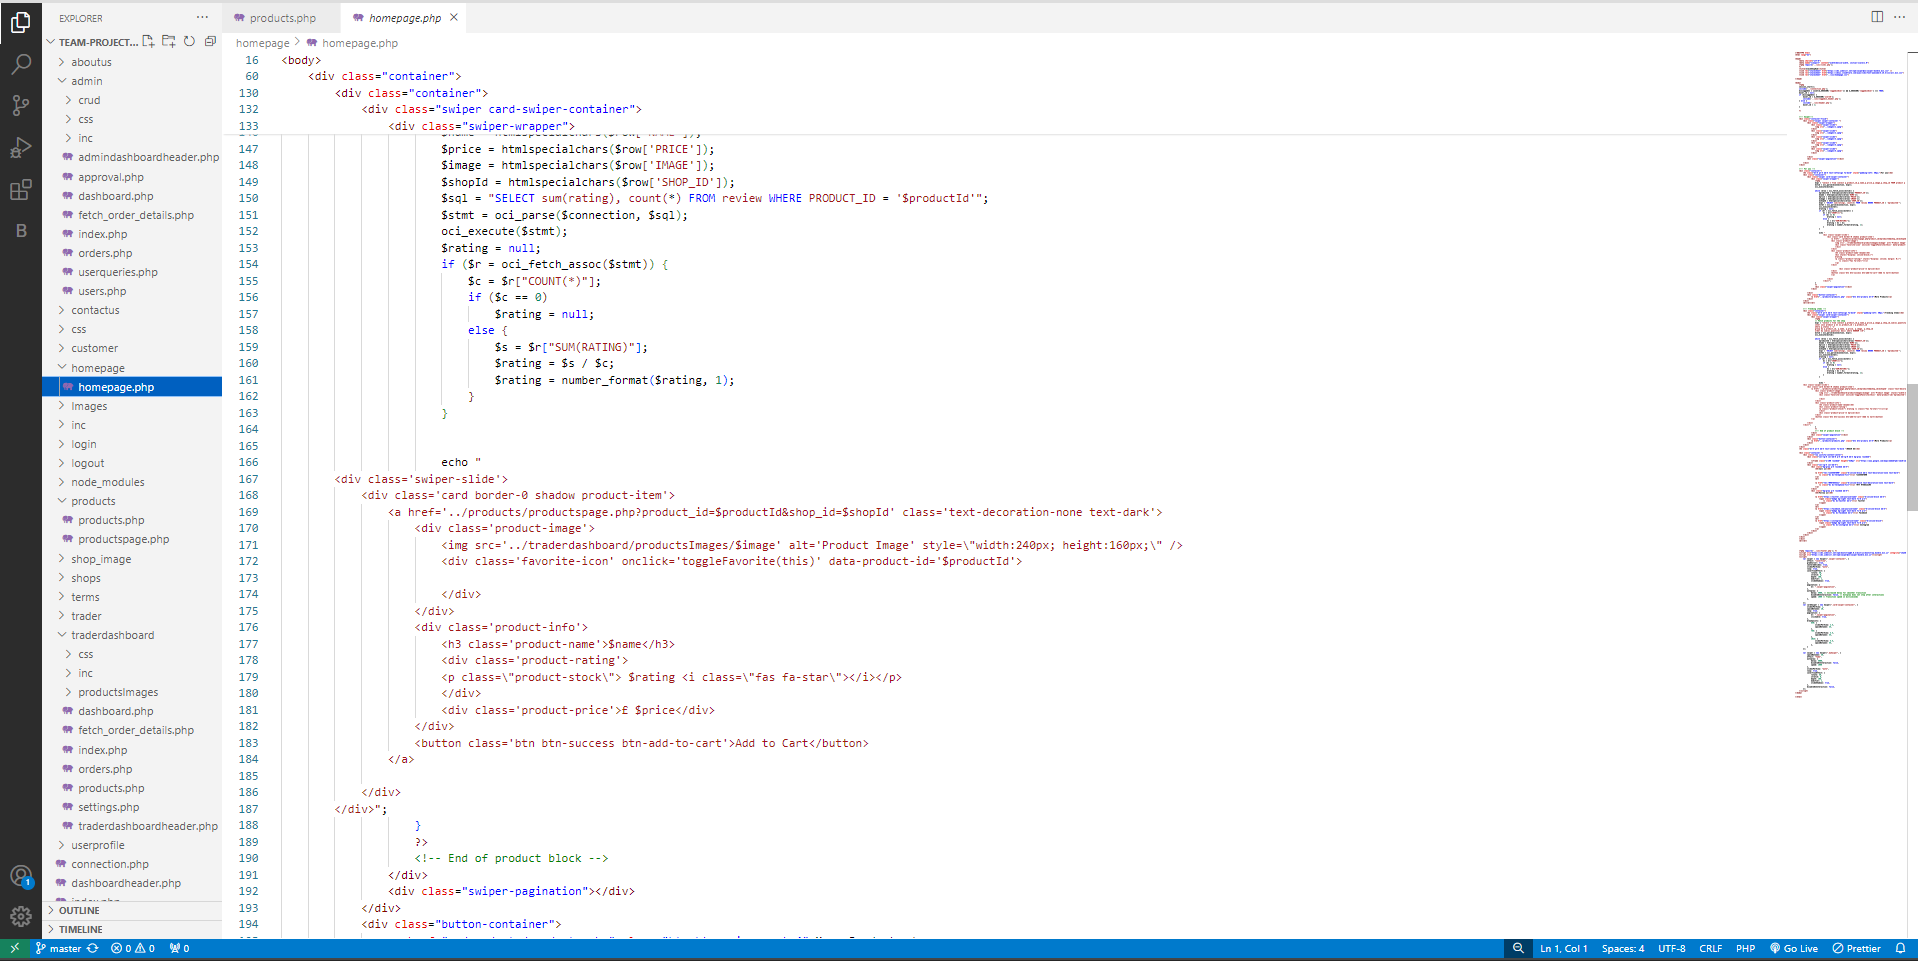 EXPLORER
TEAM-PROJECT...
aboutus
admin
crud
css
inc
admindashboardheader.php
approval.php
dashboard.php
fetch_order_details.php
index.php
orders.php
userqueries.php
users.php
contactus
css
customer
homepage
homepage.php
Images
inc
login
logout
node_modules
products
products.php
productspage.php
shop_image
shops
terms
trader
traderdashboard
css
inc
productsImages
dashboard.php
fetch_order_details.php
index.php
orders.php
products.php
settings.php
traderdashboardheader.php
userprofile
connection.php
dashboardheader.php
OUTLINE
TIMELINE
products.php
homepage.php
homepage > homepage.php
16 <body>
60 <div class="container">
130 <div class="container">
132 <div class="swiper card-swiper-container">
133 <div class="swiper-wrapper">
147 $price = htmlspecialchars($row['PRICE']);
148 $image = htmlspecialchars($row['IMAGE']);
149 $shopId = htmlspecialchars($row['SHOP_ID']);
150 $sql = "SELECT sum(rating), count(*) FROM review WHERE PRODUCT_ID = '$productId'";
151 $stmt = oci_parse($connection, $sql);
152 oci_execute($stmt);
153 $rating = null;
154 if ($r = oci_fetch_assoc($stmt)) {
155 $c = $r["COUNT(*)"];
156 if ($c == 0)
157 $rating = null;
158 else {
159 $s = $r["SUM(RATING)"];
160 $rating = $s / $c;
161 $rating = number_format($rating, 1);
162 }
163 }
164
165
166 echo "
167 <div class='swiper-slide'>
168 <div class='card border-0 shadow product-item'>
169 <a href='../products/productspage.php?product_id=$productId&shop_id=$shopId' class='text-decoration-none text-dark'>
170 <div class='product-image'>
171 <img src='../traderdashboard/productsImages/$image' alt='Product Image' style=\"width:240px; height:160px;\" />
172 <div class='favorite-icon' onclick='toggleFavorite(this)' data-product-id='$productId'>
173
174 </div>
175 </div>
176 <div class='product-info'>
177 <h3 class='product-name'>$name</h3>
178 <div class='product-rating'>
179 <p class=\"product-stock\"> $rating <i class=\"fas fa-star\"></i></p>
180 </div>
181 <div class='product-price'>£ $price</div>
182 </div>
183 <button class='btn btn-success btn-add-to-cart'>Add to Cart</button>
184 </a>
185
186 </div>
187 </div>";
188 }
189 ?>
190 <!-- End of product block -->
191 </div>
192 <div class="swiper-pagination"></div>
193 </div>
194 <div class="button-container">
B
1
master 0 0 0
Ln 1, Col 1 Spaces: 4 UTF-8 CRLF PHP Go Live Prettier